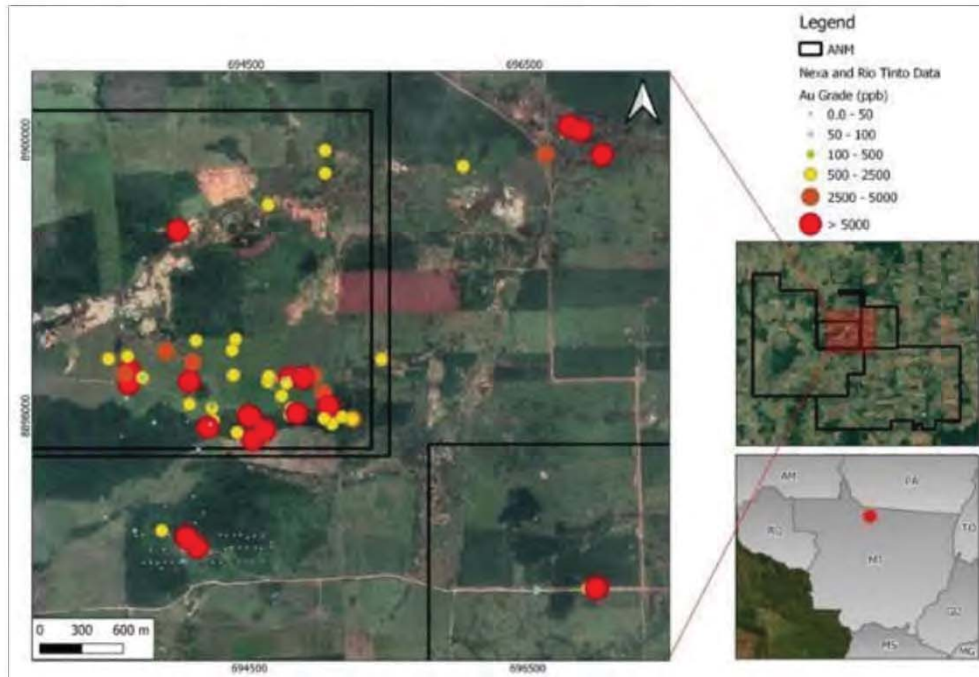 694500
696500
8900000
8898000
0
300
600 m
694500
696500
Legend
ANM
Nexa and Rio Tinto Data
Au Grade (ppb)
0.0 - 50
50 - 100
100 - 500
500 - 2500
2500 - 5000
> 5000
AM
PA
RO
TO
MT
GO
MS
MG